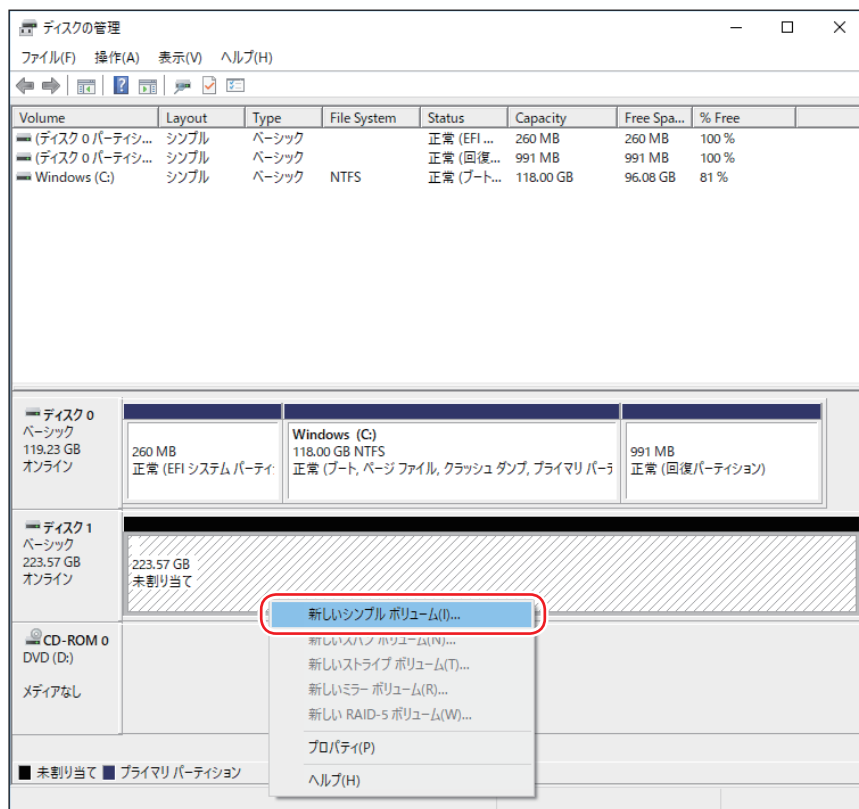 ディスクの管理
ファイル(F) 操作(A) 表示(V) ヘルプ(H)
Volume Layout Type File System Status Capacity Free Spa... % Free
(ディスク 0 パーティシ... シンプル ベーシック 正常 (EFI ... 260 MB 260 MB 100 %
(ディスク 0 パーティシ... シンプル ベーシック 正常 (回復... 991 MB 991 MB 100 %
Windows (C:) シンプル ベーシック NTFS 正常 (ブート... 118.00 GB 96.08 GB 81 %
ディスク 0
ベーシック
119.23 GB
オンライン
260 MB
正常 (EFI システム パーティ
Windows (C:)
118.00 GB NTFS
正常 (ブート, ページ ファイル, クラッシュ ダンプ, プライマリ パーテ
991 MB
正常 (回復パーティション)
ディスク 1
ベーシック
223.57 GB
オンライン
223.57 GB
未割り当て
新しいシンプル ボリューム(I)...
新しいスパン ボリューム(N)...
新しいストライプ ボリューム(T)...
新しいミラー ボリューム(R)...
新しい RAID-5 ボリューム(W)...
プロパティ(P)
ヘルプ(H)
CD-ROM 0
DVD (D:)
メディアなし
未割り当て プライマリ パーティション